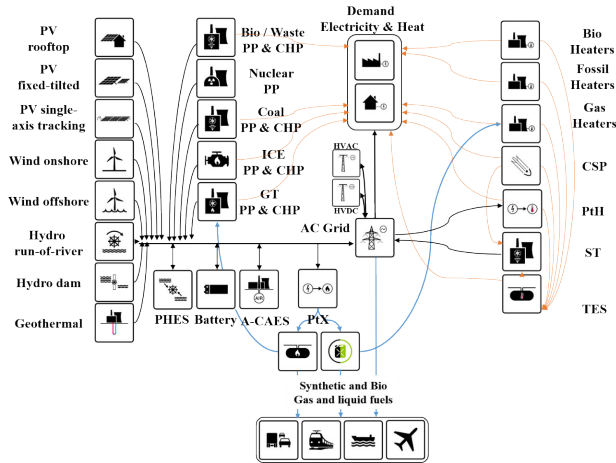 PV
rooftop
PV
fixed-tilted
PV single-
axis tracking
Wind onshore
Wind offshore
Hydro
run-of-river
Hydro dam
Geothermal
Bio / Waste
PP & CHP
Nuclear
PP
Coal
PP & CHP
ICE
PP & CHP
GT
PP & CHP
Demand
Electricity & Heat
HVAC
HVDC
AC Grid
PHES
Battery
A-CAES
AIR
PtX
Synthetic and Bio
Gas and liquid fuels
Bio
Heaters
Fossil
Heaters
Gas
Heaters
CSP
PtH
ST
TES